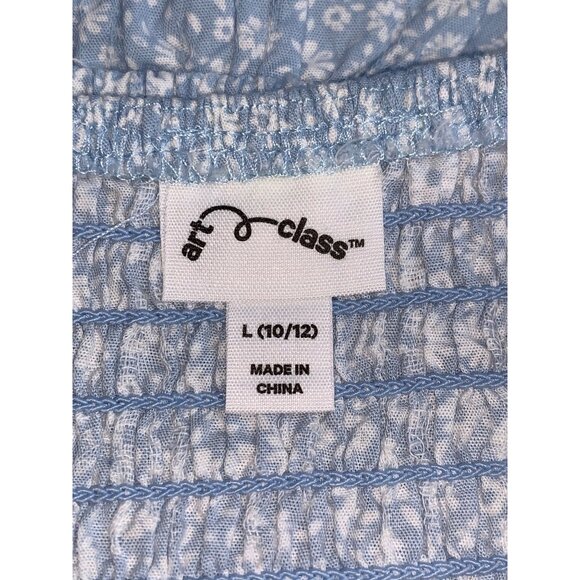 art class™
L (10/12)
MADE IN
CHINA